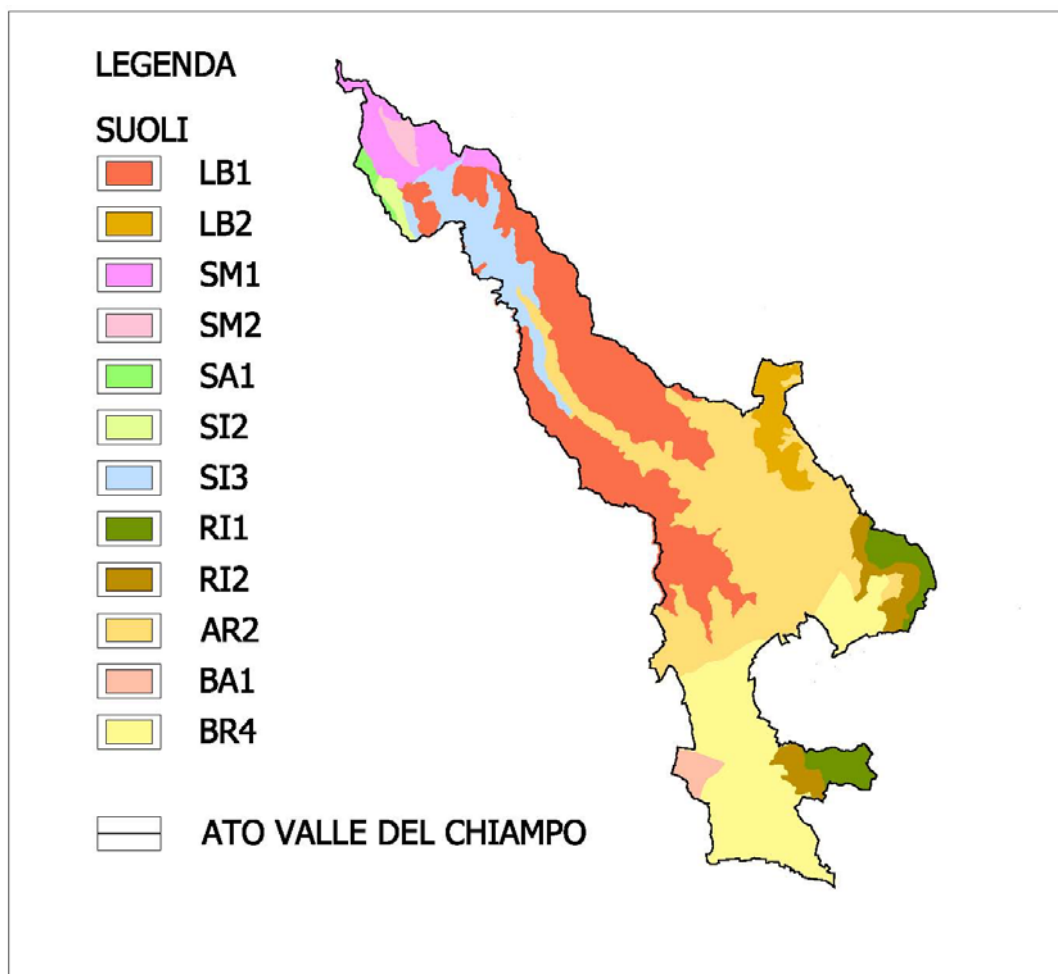 LEGENDA
SUOLI
LB1
LB2
SM1
SM2
SA1
SI2
SI3
RI1
RI2
AR2
BA1
BR4
ATO VALLE DEL CHIAMPO